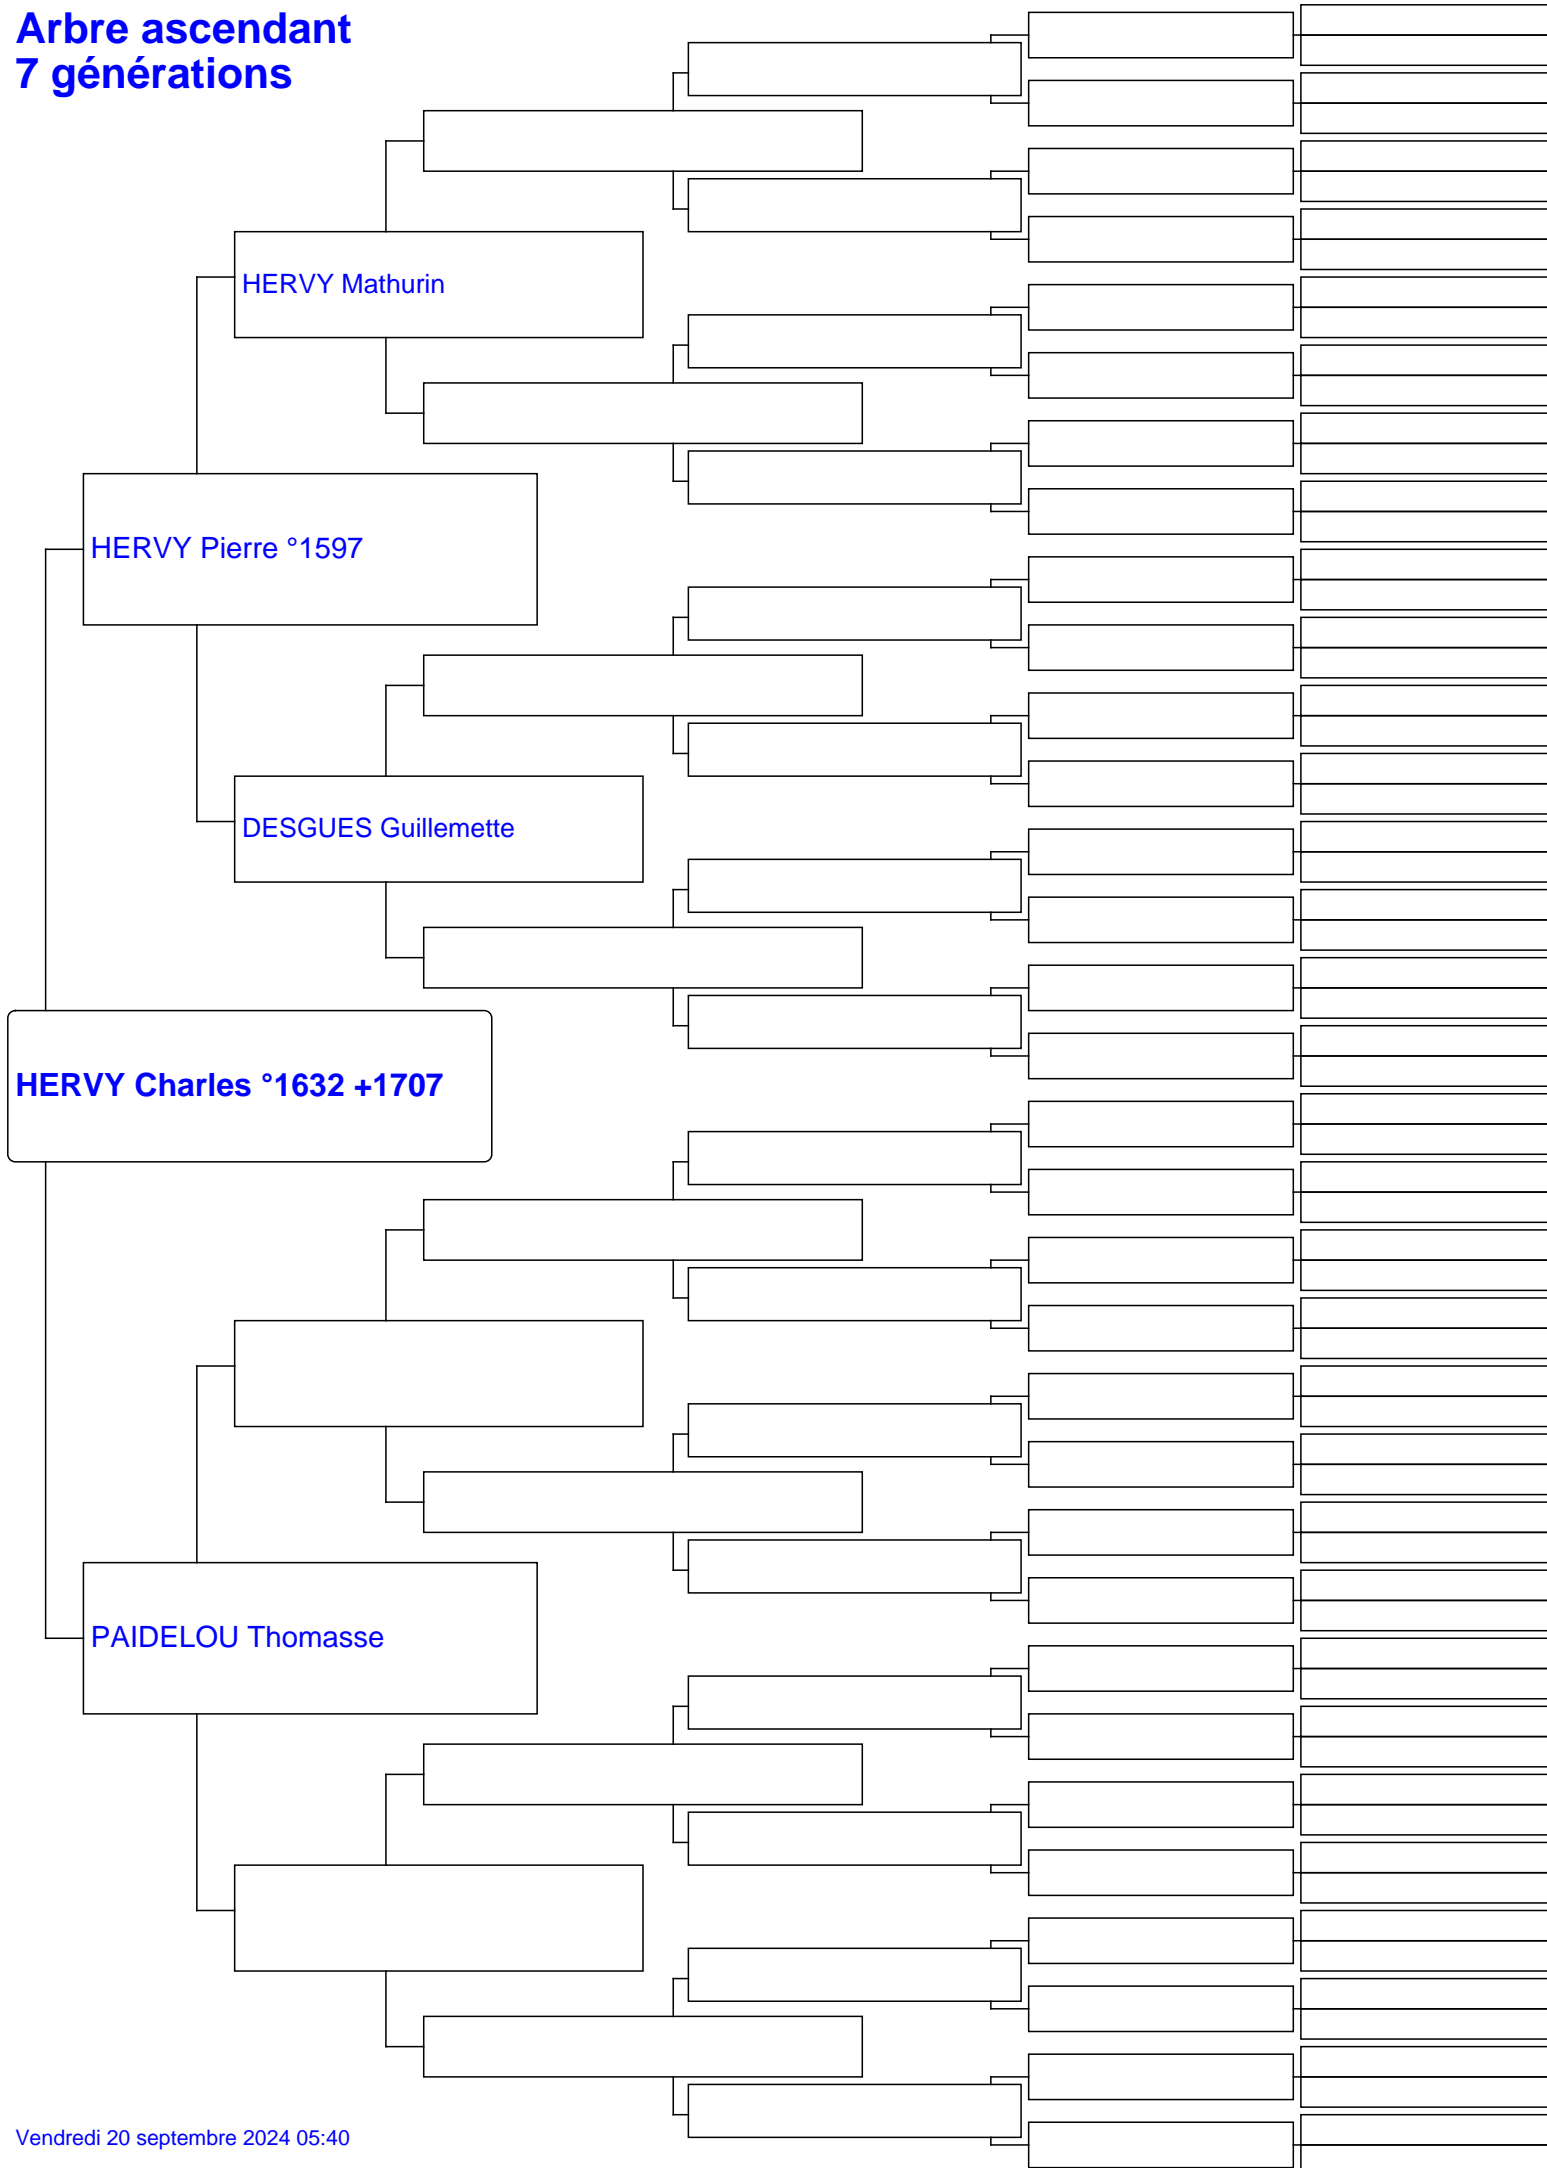 Arbre ascendant
7 générations
HERVY Mathurin
HERVY Pierre °1597
DESGUES Guillemette
HERVY Charles °1632 +1707
PAIDELOU Thomasse
Vendredi 20 septembre 2024 05:40